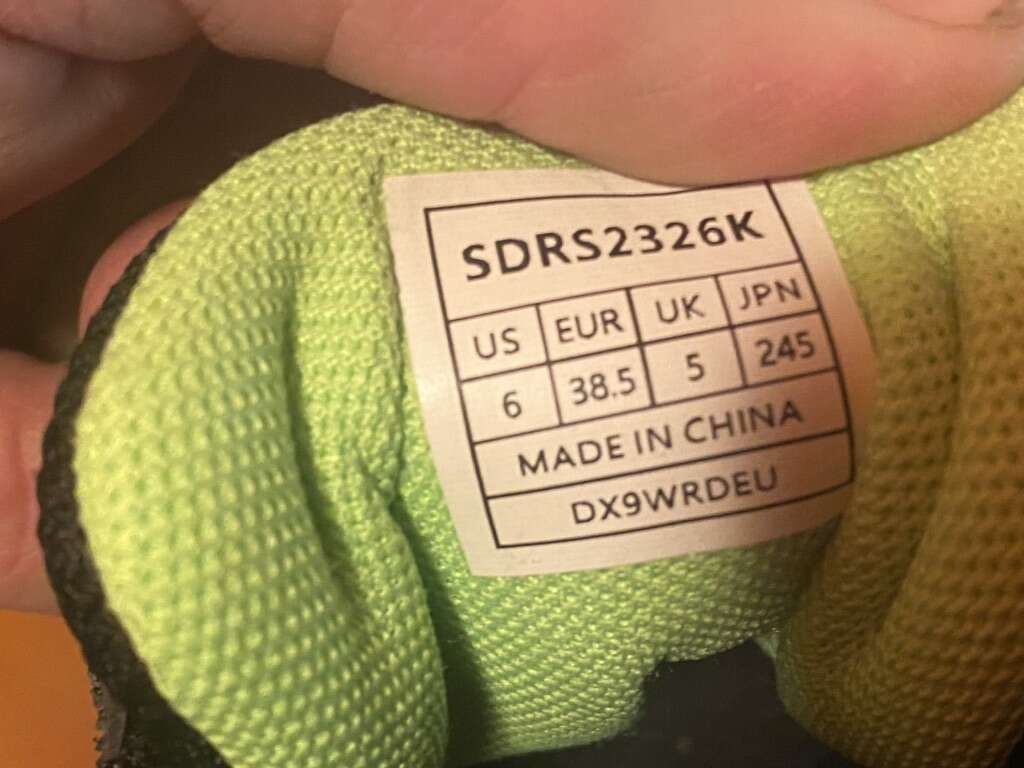 SDRS2326K
US EUR UK JPN
6 38.5 5 245
MADE IN CHINA
DX9WRDEU